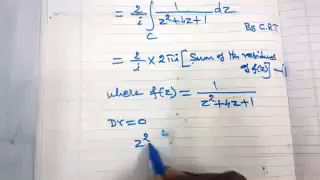 = 2/i ∫_C 1/(z²+4z+1) dz
By C.R.T
= 2/i × 2πi [Sum of the residues of f(z)] —
where f(z) = 1/(z²+4z+1)
Dr = 0
z²